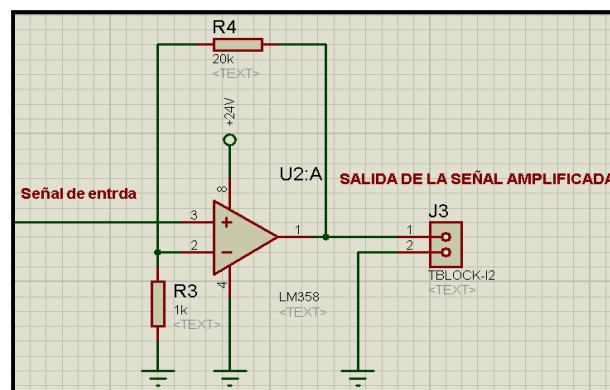 R4
20k
<TEXT>
+24V
8
U2:A
SALIDA DE LA SEÑAL AMPLIFICADA
Señal de entrda
3
+
2
−
1
4
J3
1
2
TBLOCK-I2
<TEXT>
R3
1k
<TEXT>
LM358
<TEXT>